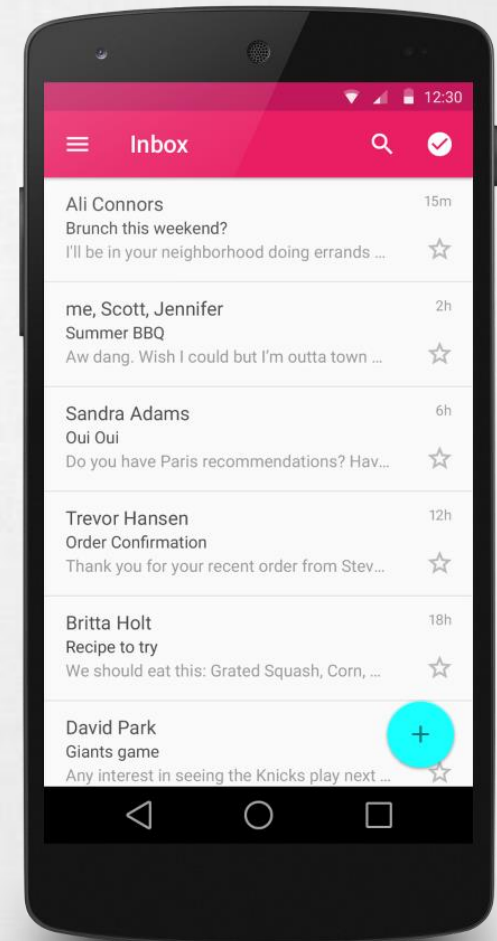 12:30
Inbox
Ali Connors 15m
Brunch this weekend?
I'll be in your neighborhood doing errands ...
me, Scott, Jennifer 2h
Summer BBQ
Aw dang. Wish I could but I'm outta town ...
Sandra Adams 6h
Oui Oui
Do you have Paris recommendations? Hav...
Trevor Hansen 12h
Order Confirmation
Thank you for your recent order from Stev...
Britta Holt 18h
Recipe to try
We should eat this: Grated Squash, Corn, ...
David Park
Giants game
Any interest in seeing the Knicks play next ...